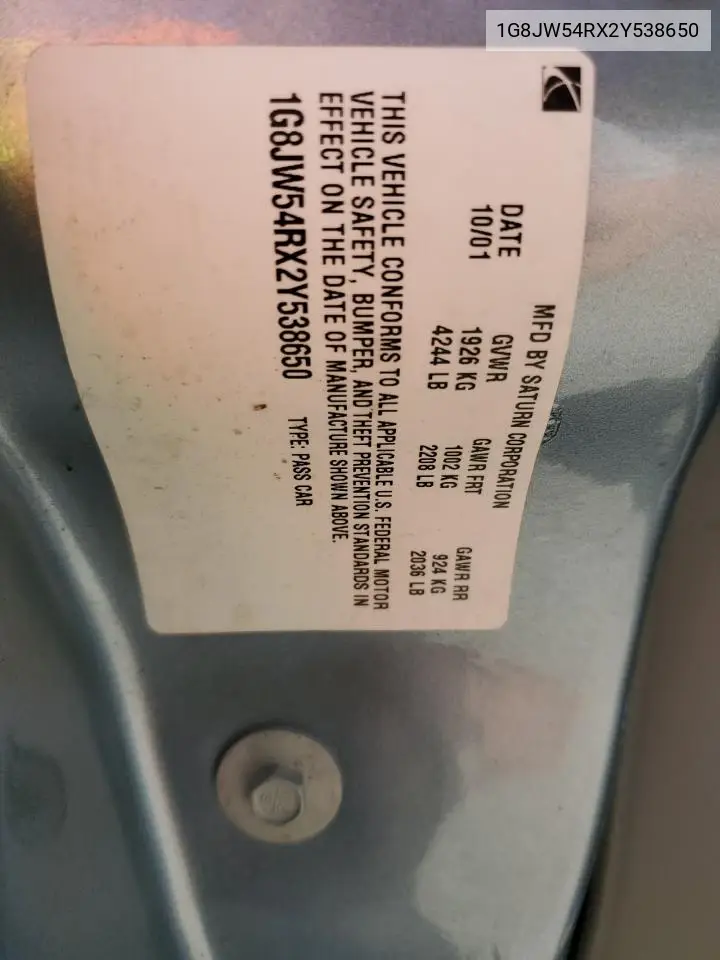 1G8JW54RX2Y538650
MFD BY SATURN CORPORATION
DATE GVWR GAWR FRT GAWR RR
10/01 1926 KG 1002 KG 924 KG
4244 LB 2208 LB 2036 LB
THIS VEHICLE CONFORMS TO ALL APPLICABLE U.S. FEDERAL MOTOR
VEHICLE SAFETY, BUMPER, AND THEFT PREVENTION STANDARDS IN
EFFECT ON THE DATE OF MANUFACTURE SHOWN ABOVE.
1G8JW54RX2Y538650 TYPE: PASS CAR